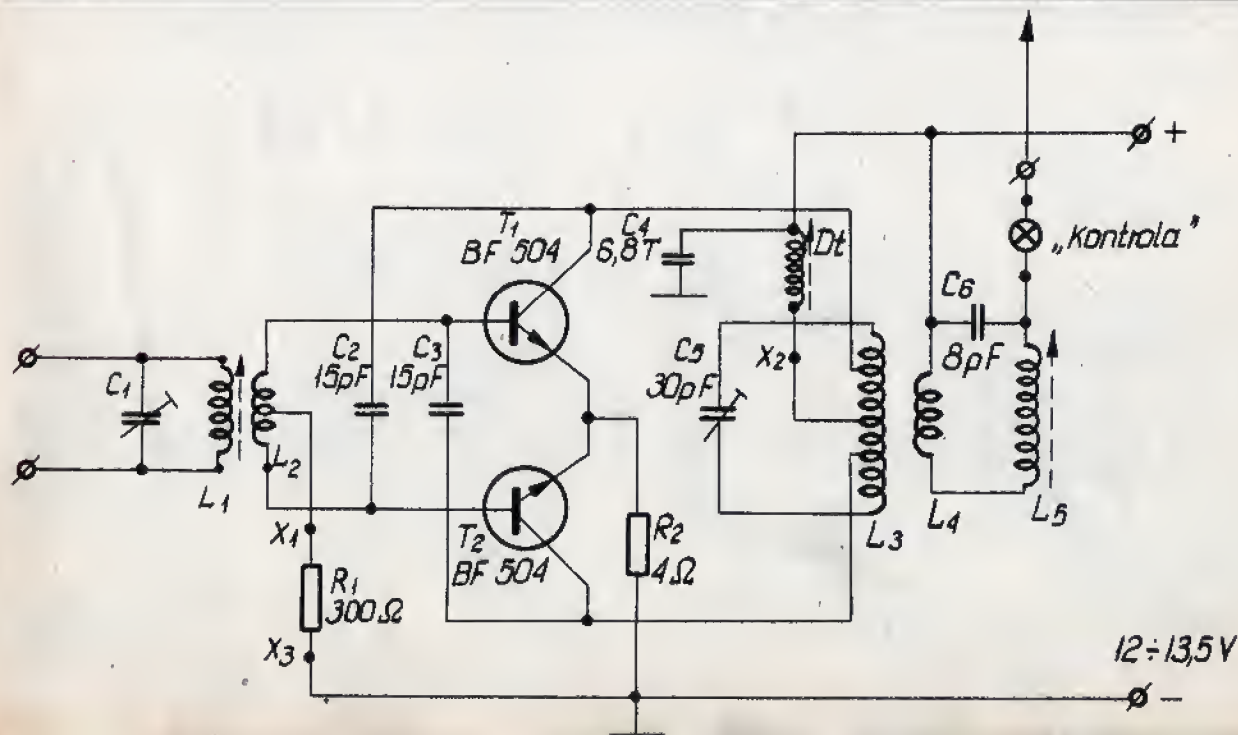 +
„Kontrola"
T1
BF 504
C4
6,8T
Dt
C6
8pF
C2
15pF
C3
15pF
C5
30pF
X2
C1
L1
L2
L3
L4
L5
X1
R1
300Ω
X3
T2
BF 504
R2
4Ω
12÷13,5V
−